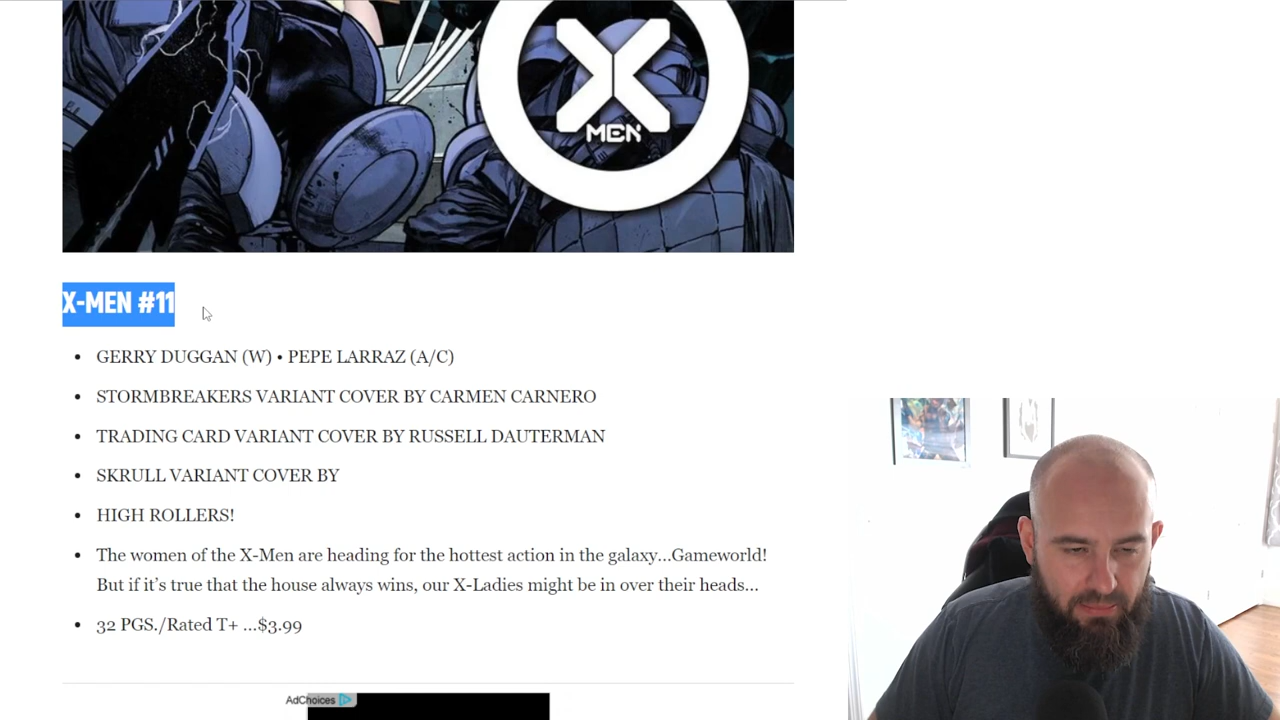 X
MEN
X-MEN #11
• GERRY DUGGAN (W) • PEPE LARRAZ (A/C)
• STORMBREAKERS VARIANT COVER BY CARMEN CARNERO
• TRADING CARD VARIANT COVER BY RUSSELL DAUTERMAN
• SKRULL VARIANT COVER BY
• HIGH ROLLERS!
• The women of the X-Men are heading for the hottest action in the galaxy…Gameworld!
But if it’s true that the house always wins, our X-Ladies might be in over their heads…
• 32 PGS./Rated T+ …$3.99
AdChoices